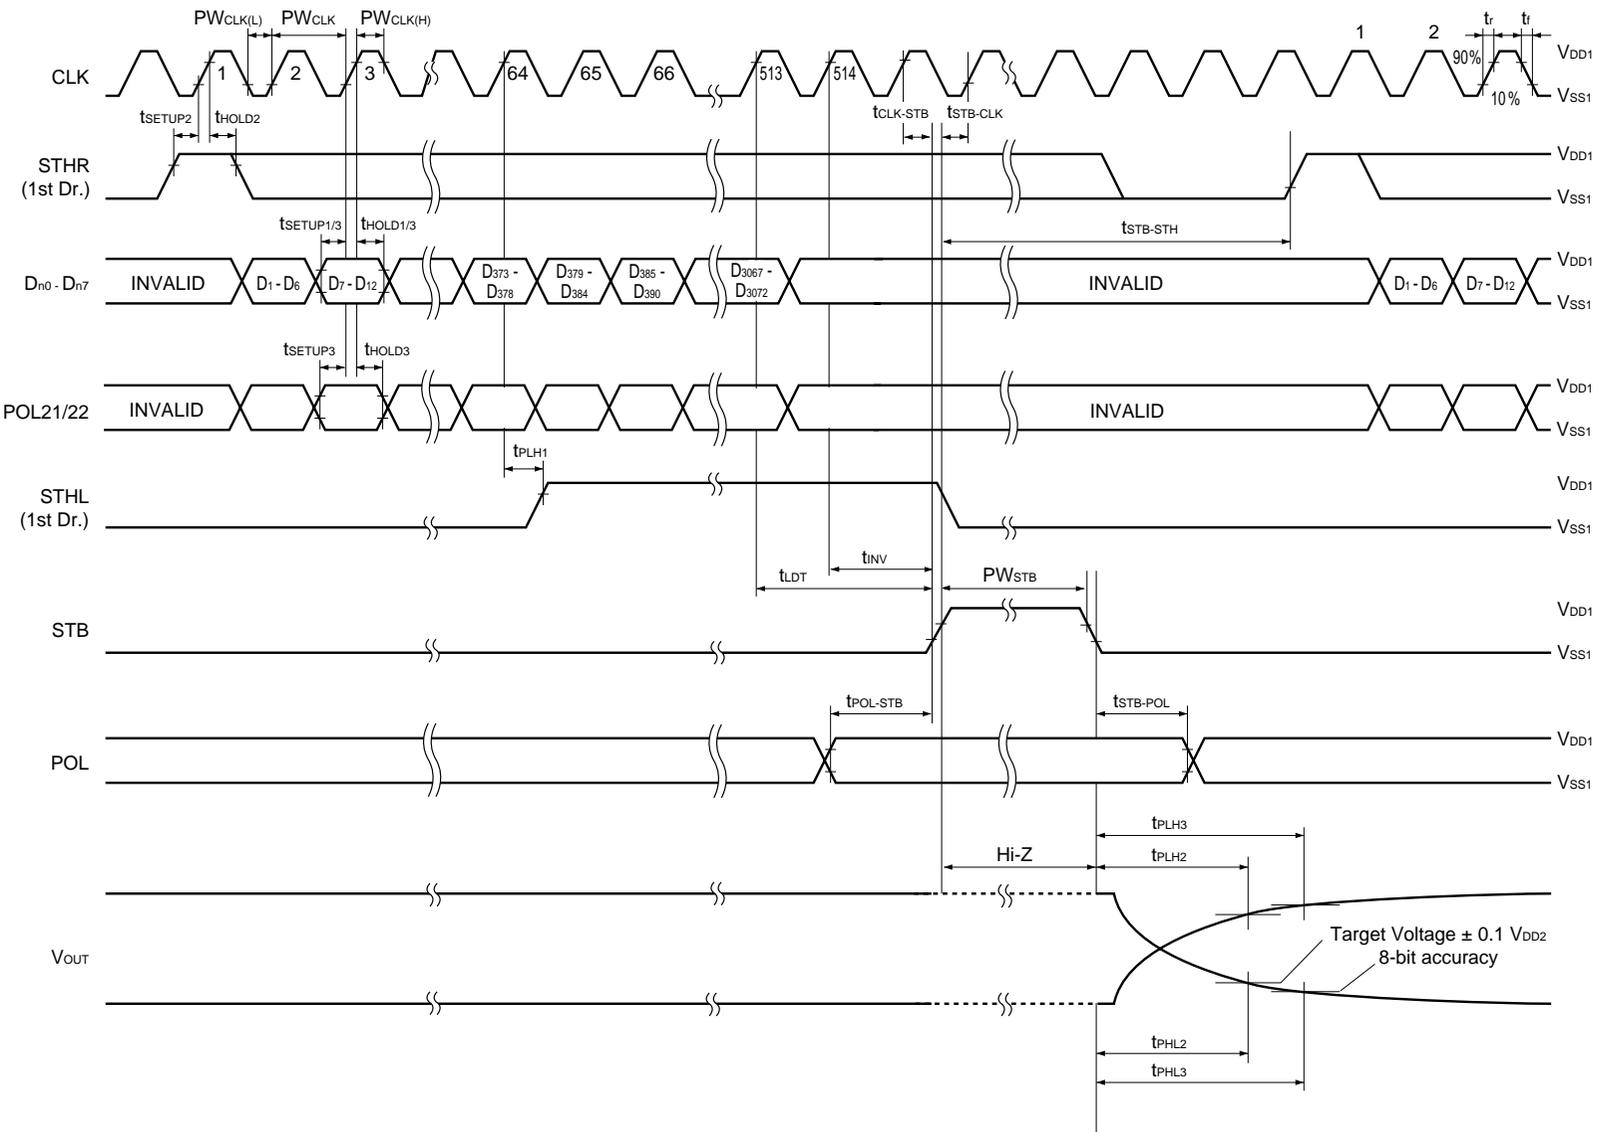 PWCLK(L) PWCLK PWCLK(H) tr tf
1 2
CLK 1 2 3 64 65 66 513 514 90% VDD1
10% VSS1
tSETUP2 tHOLD2 tCLK-STB tSTB-CLK
STHR VDD1
(1st Dr.) VSS1
tSETUP1/3 tHOLD1/3 tSTB-STH
Dn0 - Dn7 INVALID D1 - D6 D7 - D12 D373 - D379 - D385 - D3067 - INVALID D1 - D6 D7 - D12 VDD1
D378 D384 D390 D3072 VSS1
tSETUP3 tHOLD3
POL21/22 INVALID INVALID VDD1
VSS1
tPLH1
STHL VDD1
(1st Dr.) VSS1
tINV
tLDT PWSTB
STB VDD1
VSS1
tPOL-STB tSTB-POL
POL VDD1
VSS1
tPLH3
Hi-Z tPLH2
VOUT
Target Voltage ± 0.1 VDD2
8-bit accuracy
tPHL2
tPHL3